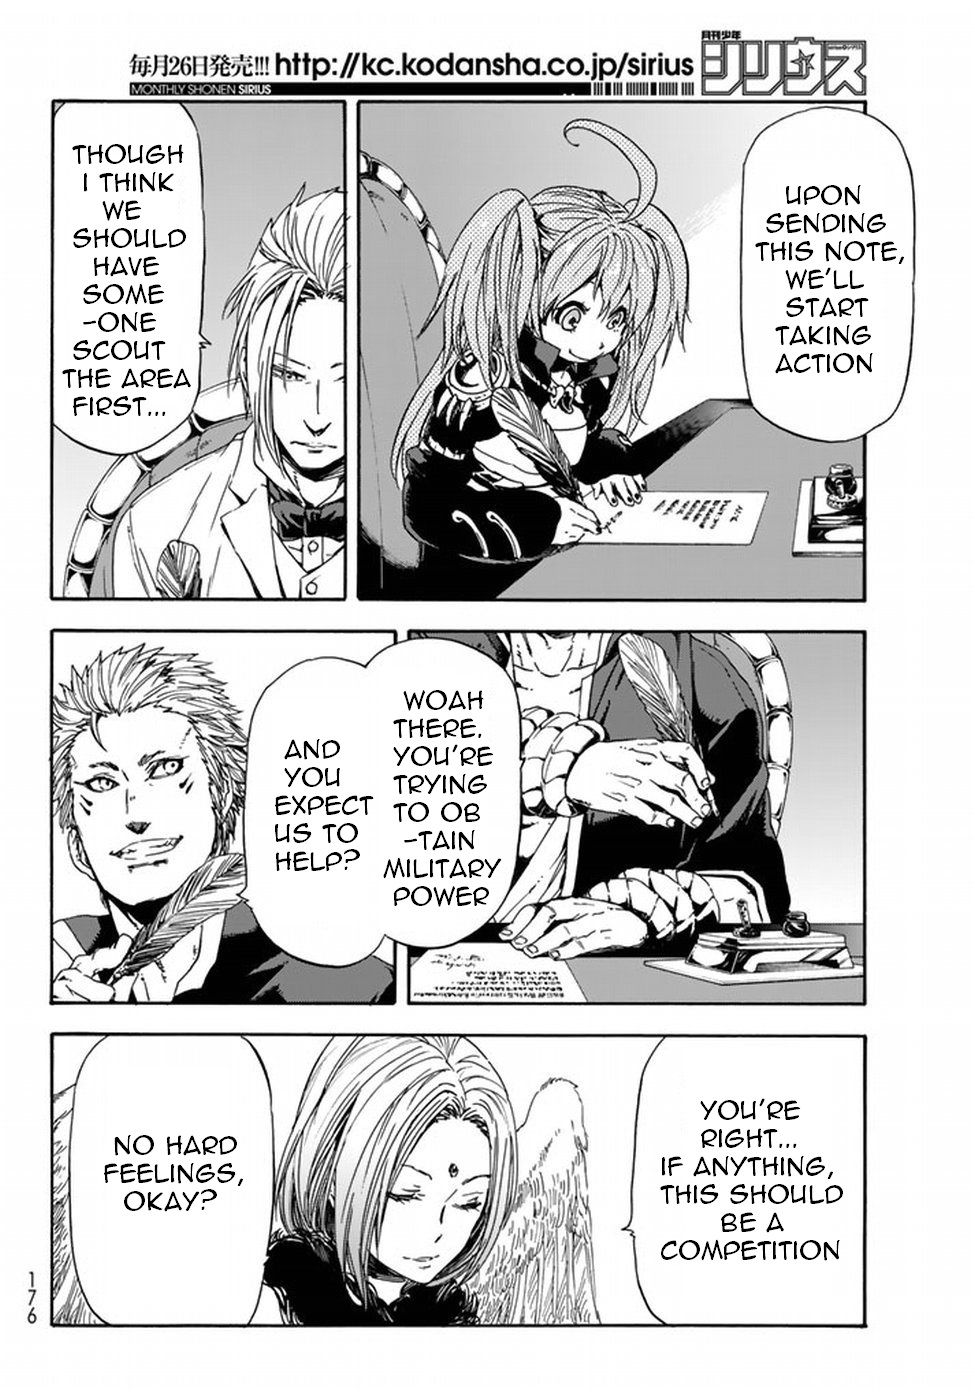 毎月26日発売!!! http://kc.kodansha.co.jp/sirius
月刊少年
シリウス
MONTHLY SHONEN SIRIUS
UPON
SENDING
THIS NOTE,
WE'LL
START
TAKING
ACTION
THOUGH
I THINK
WE
SHOULD
HAVE
SOME
-ONE
SCOUT
THE AREA
FIRST...
WOAH
THERE.
YOU'RE
TRYING
TO OB
-TAIN
MILITARY
POWER
AND
YOU
EXPECT
US TO
HELP?
YOU'RE
RIGHT...
IF ANYTHING,
THIS SHOULD
BE A
COMPETITION
NO HARD
FEELINGS,
OKAY?
176